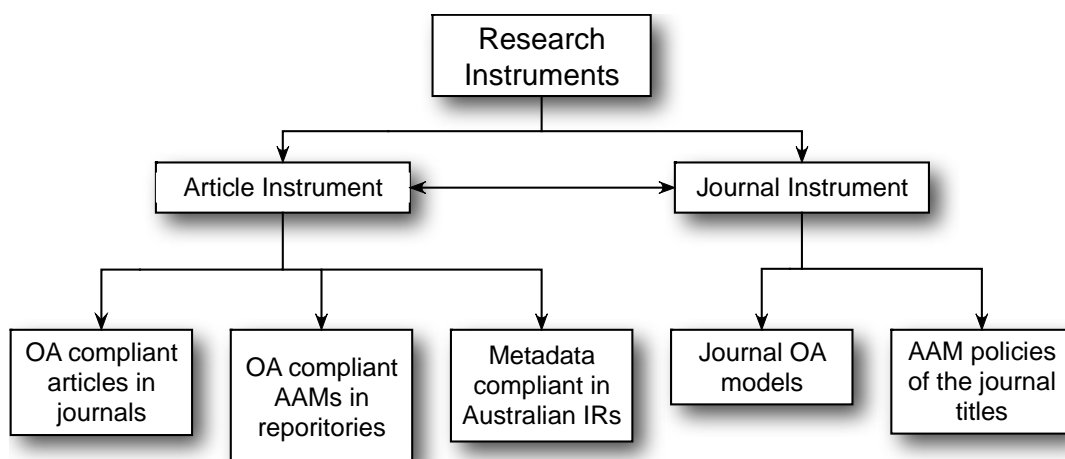 Research
Instruments
Article Instrument
Journal Instrument
OA compliant
articles in
journals
OA compliant
AAMs in
reporitories
Metadata
compliant in
Australian IRs
Journal OA
models
AAM policies
of the journal
titles